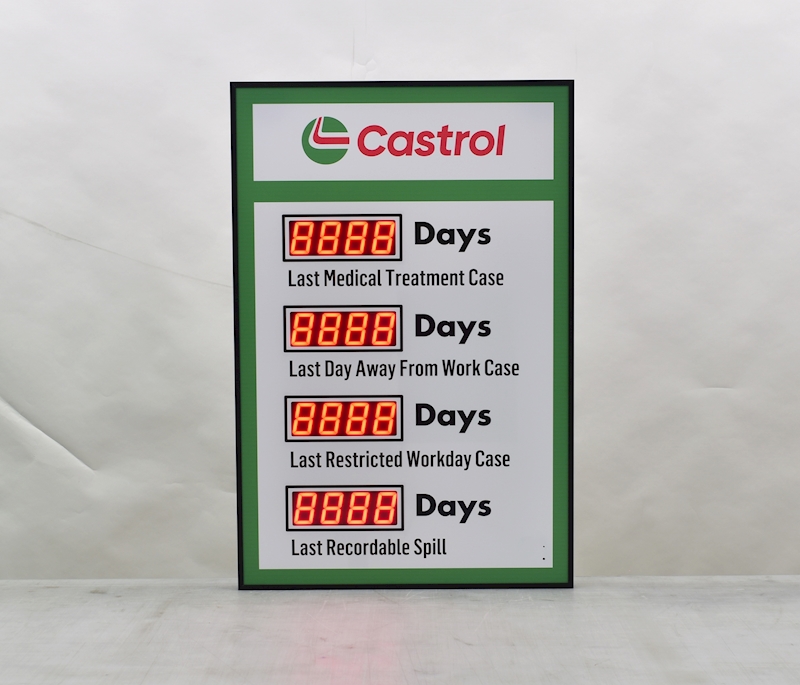 Castrol
8888 Days
Last Medical Treatment Case
8888 Days
Last Day Away From Work Case
8888 Days
Last Restricted Workday Case
8888 Days
Last Recordable Spill